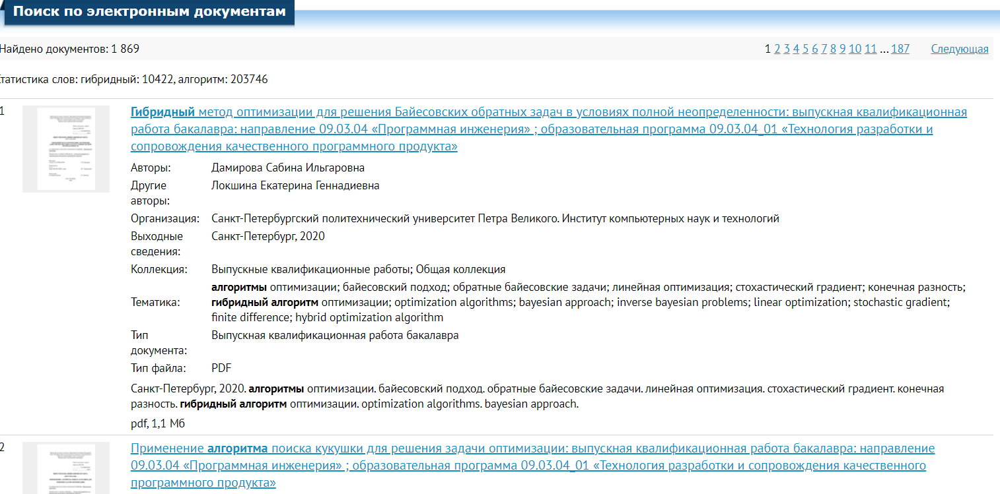 Поиск по электронным документам
Найдено документов: 1 869
1 2 3 4 5 6 7 8 9 10 11 ... 187 Следующая
татистика слов: гибридный: 10422, алгоритм: 203746
1
Гибридный метод оптимизации для решения Байесовских обратных задач в условиях полной неопределенности: выпускная квалификационная
работа бакалавра: направление 09.03.04 «Программная инженерия» ; образовательная программа 09.03.04_01 «Технология разработки и
сопровождения качественного программного продукта»
Авторы: Дамирова Сабина Ильгаровна
Другие авторы: Локшина Екатерина Геннадиевна
Организация: Санкт-Петербургский политехнический университет Петра Великого. Институт компьютерных наук и технологий
Выходные сведения: Санкт-Петербург, 2020
Коллекция: Выпускные квалификационные работы; Общая коллекция
Тематика: алгоритмы оптимизации; байесовский подход; обратные байесовские задачи; линейная оптимизация; стохастический градиент; конечная разность;
гибридный алгоритм оптимизации; optimization algorithms; bayesian approach; inverse bayesian problems; linear optimization; stochastic gradient;
finite difference; hybrid optimization algorithm
Тип документа: Выпускная квалификационная работа бакалавра
Тип файла: PDF
Санкт-Петербург, 2020. алгоритмы оптимизации. байесовский подход. обратные байесовские задачи. линейная оптимизация. стохастический градиент. конечная
разность. гибридный алгоритм оптимизации. optimization algorithms. bayesian approach.
pdf, 1,1 Мб
2
Применение алгоритма поиска кукушки для решения задачи оптимизации: выпускная квалификационная работа бакалавра: направление
09.03.04 «Программная инженерия» ; образовательная программа 09.03.04_01 «Технология разработки и сопровождения качественного
программного продукта»